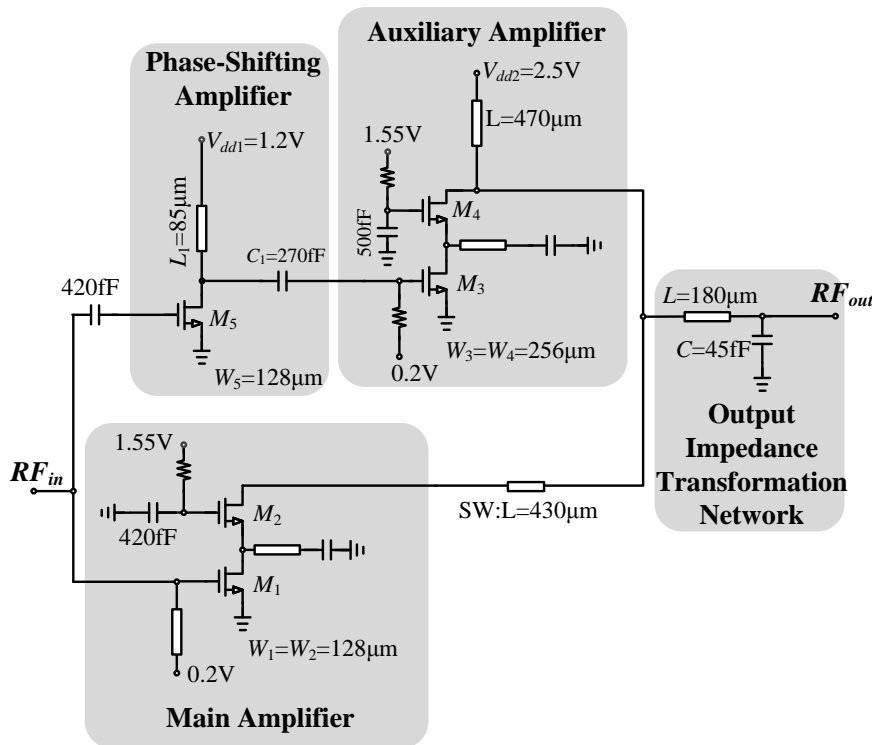 Auxiliary Amplifier
Phase-Shifting
Amplifier
Vdd1=1.2V
L1=85μm
C1=270fF
420fF
M5
W5=128μm
Vdd2=2.5V
L=470μm
1.55V
500fF
M4
M3
0.2V
W3=W4=256μm
L=180μm
RFout
C=45fF
Output
Impedance
Transformation
Network
RFin
1.55V
420fF
M2
M1
SW:L=430μm
W1=W2=128μm
0.2V
Main Amplifier